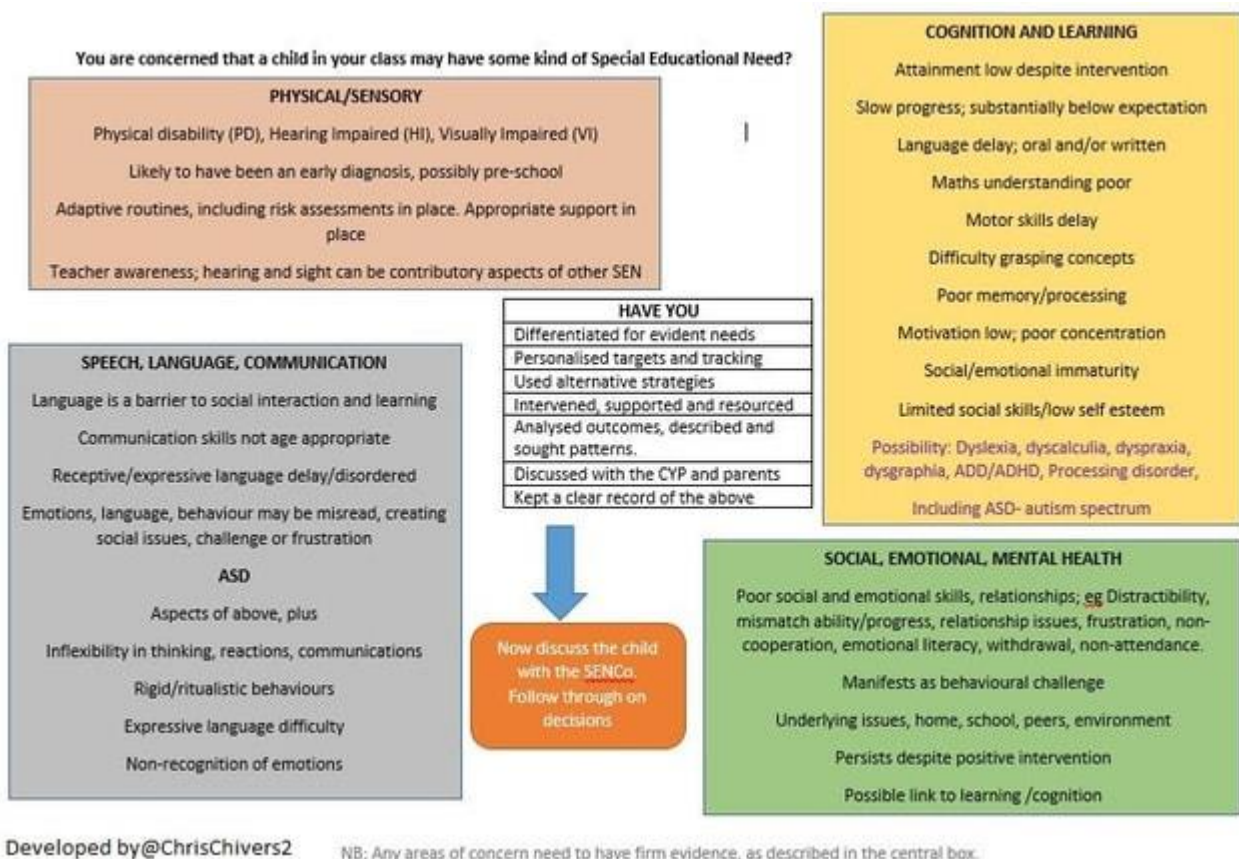 You are concerned that a child in your class may have some kind of Special Educational Need?
PHYSICAL/SENSORY
Physical disability (PD), Hearing Impaired (HI), Visually Impaired (VI)
Likely to have been an early diagnosis, possibly pre-school
Adaptive routines, including risk assessments in place. Appropriate support in
place
Teacher awareness; hearing and sight can be contributory aspects of other SEN
COGNITION AND LEARNING
Attainment low despite intervention
Slow progress; substantially below expectation
Language delay; oral and/or written
Maths understanding poor
Motor skills delay
Difficulty grasping concepts
Poor memory/processing
Motivation low; poor concentration
Social/emotional immaturity
Limited social skills/low self esteem
Possibility: Dyslexia, dyscalculia, dyspraxia,
dysgraphia, ADD/ADHD, Processing disorder,
Including ASD- autism spectrum
SPEECH, LANGUAGE, COMMUNICATION
Language is a barrier to social interaction and learning
Communication skills not age appropriate
Receptive/expressive language delay/disordered
Emotions, language, behaviour may be misread, creating
social issues, challenge or frustration
ASD
Aspects of above, plus
Inflexibility in thinking, reactions, communications
Rigid/ritualistic behaviours
Expressive language difficulty
Non-recognition of emotions
HAVE YOU
Differentiated for evident needs
Personalised targets and tracking
Used alternative strategies
Intervened, supported and resourced
Analysed outcomes, described and
sought patterns.
Discussed with the CYP and parents
Kept a clear record of the above
Now discuss the child
with the SENCo.
Follow through on
decisions
SOCIAL, EMOTIONAL, MENTAL HEALTH
Poor social and emotional skills, relationships; eg Distractibility,
mismatch ability/progress, relationship issues, frustration, non-
cooperation, emotional literacy, withdrawal, non-attendance.
Manifests as behavioural challenge
Underlying issues, home, school, peers, environment
Persists despite positive intervention
Possible link to learning /cognition
Developed by@ChrisChivers2
NB: Any areas of concern need to have firm evidence, as described in the central box.